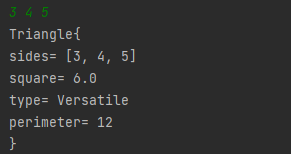 3 4 5
Triangle{
sides= [3, 4, 5]
square= 6.0
type= Versatile
perimeter= 12
}